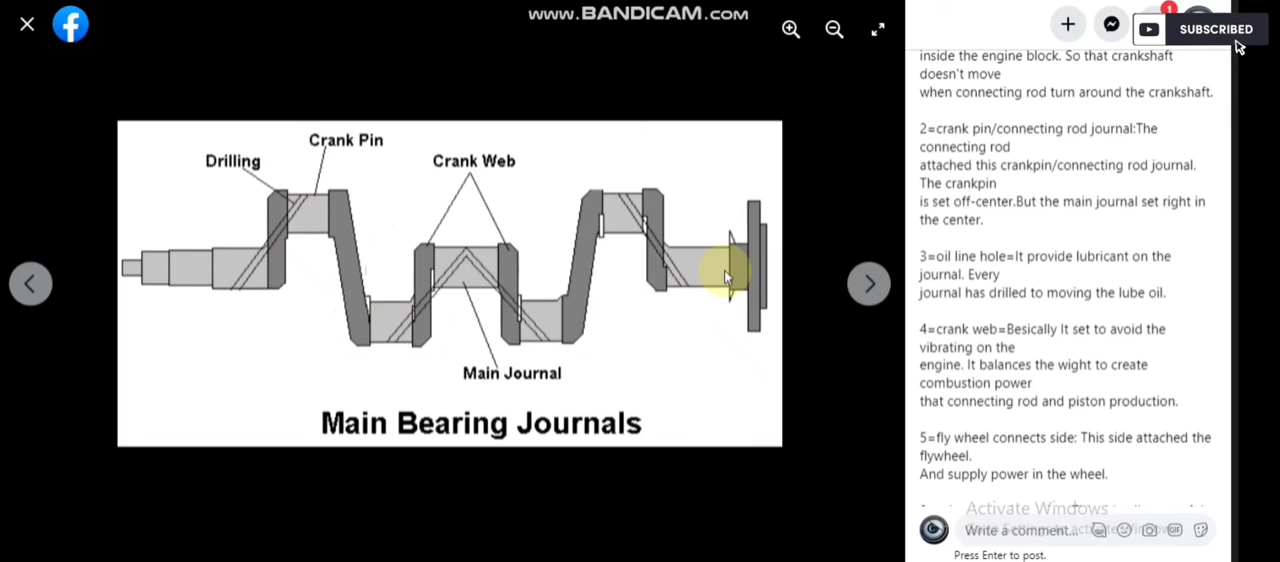 www.BANDICAM.com
1
SUBSCRIBED
Crank Pin
Drilling
Crank Web
Main Journal
Main Bearing Journals
inside the engine block. So that crankshaft
doesn't move
when connecting rod turn around the crankshaft.
2=crank pin/connecting rod journal:The
connecting rod
attached this crankpin/connecting rod journal.
The crankpin
is set off-center.But the main journal set right in
the center.
3=oil line hole=It provide lubricant on the
journal. Every
journal has drilled to moving the lube oil.
4=crank web=Besically It set to avoid the
vibrating on the
engine. It balances the wight to create
combustion power
that connecting rod and piston production.
5=fly wheel connects side: This side attached the
flywheel.
And supply power in the wheel.
Activate Windows
Write a comment...
GIF
Press Enter to post.